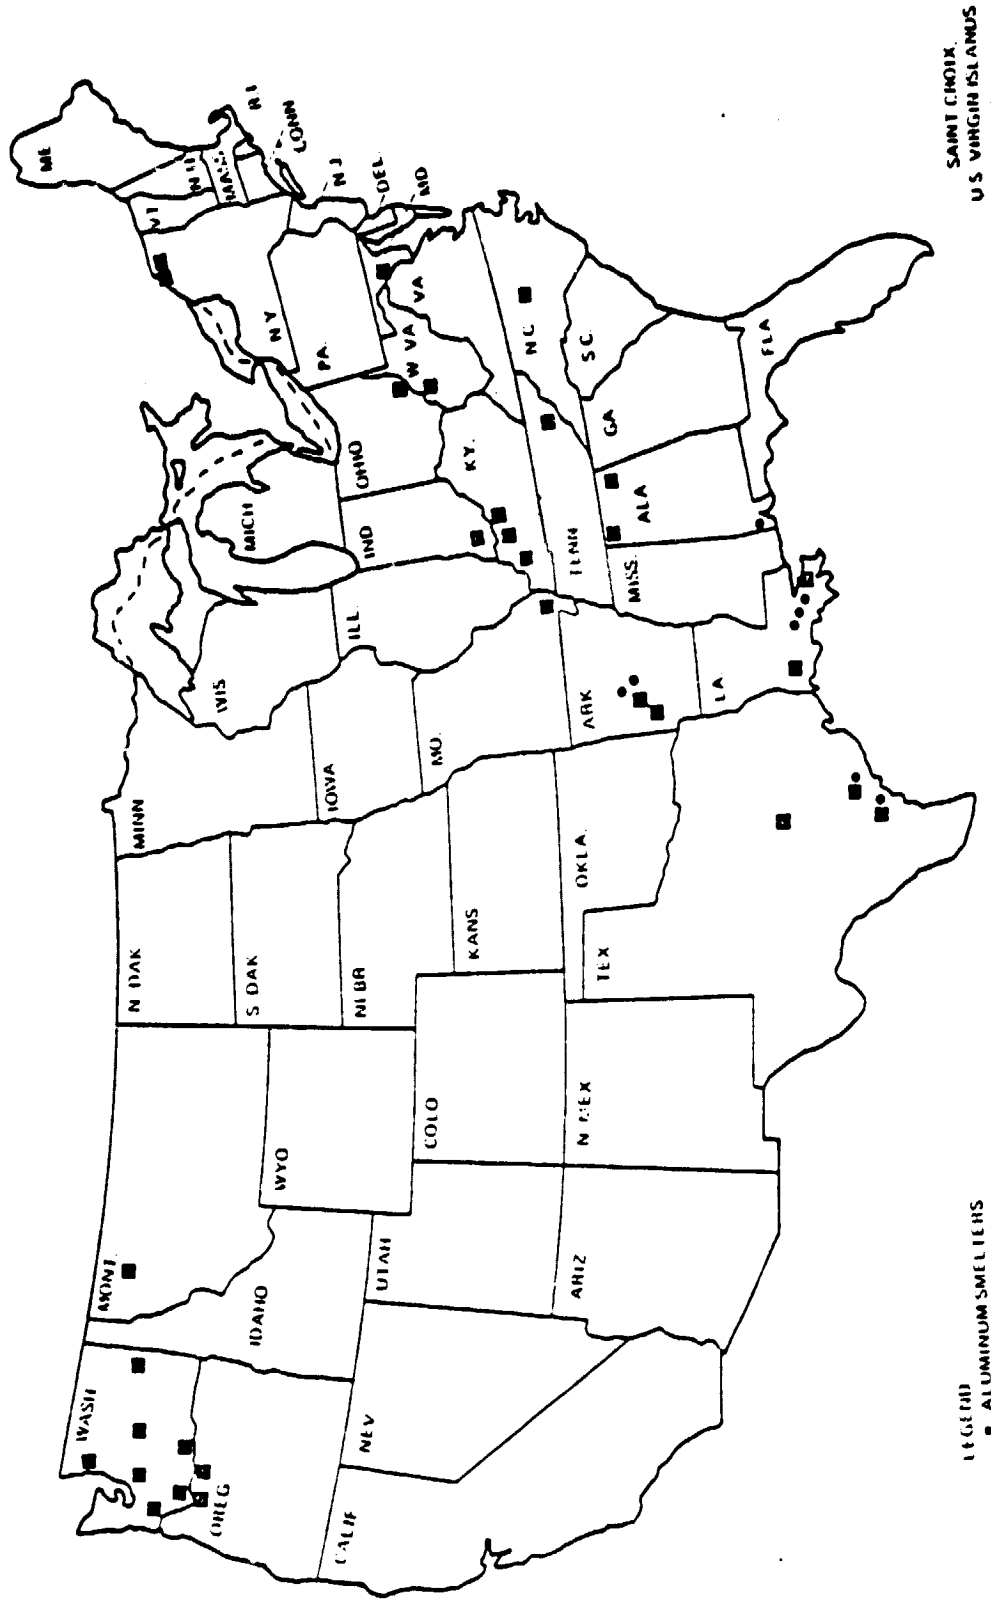 WASH
MONT.
N DAK
MINN
ME
VT
N H
MASS.
R.I
CONN
N J
DEL.
MD
OREG
IDAHO
WYO
S DAK
WIS
MICH
N Y
PA.
NEBR
IOWA
ILL.
IND
OHIO
W VA
VA
CALIF
NEV
UTAH
COLO
KANS
MO.
KY.
ARIZ
N MEX
TEX
OKLA.
ARK
TENN
N C
S C.
MISS.
ALA
GA
LA
FLA
LEGEND
ALUMINUM SMELTERS
SAINT CROIX.
US VIRGIN ISLANDS